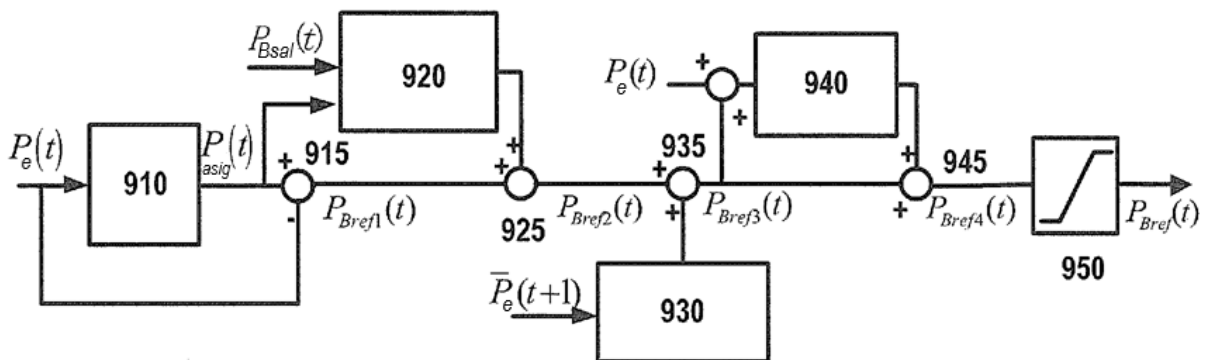 P_Bsal(t)
920
P_e(t)
+
940
+
P_e(t)
910
P_asig(t)
+
915
-
P_Bref1(t)
+
+
925
P_Bref2(t)
935
+
+
P_Bref3(t)
+
+
945
P_Bref4(t)
950
P_Bref(t)
P̅_e(t+1)
930